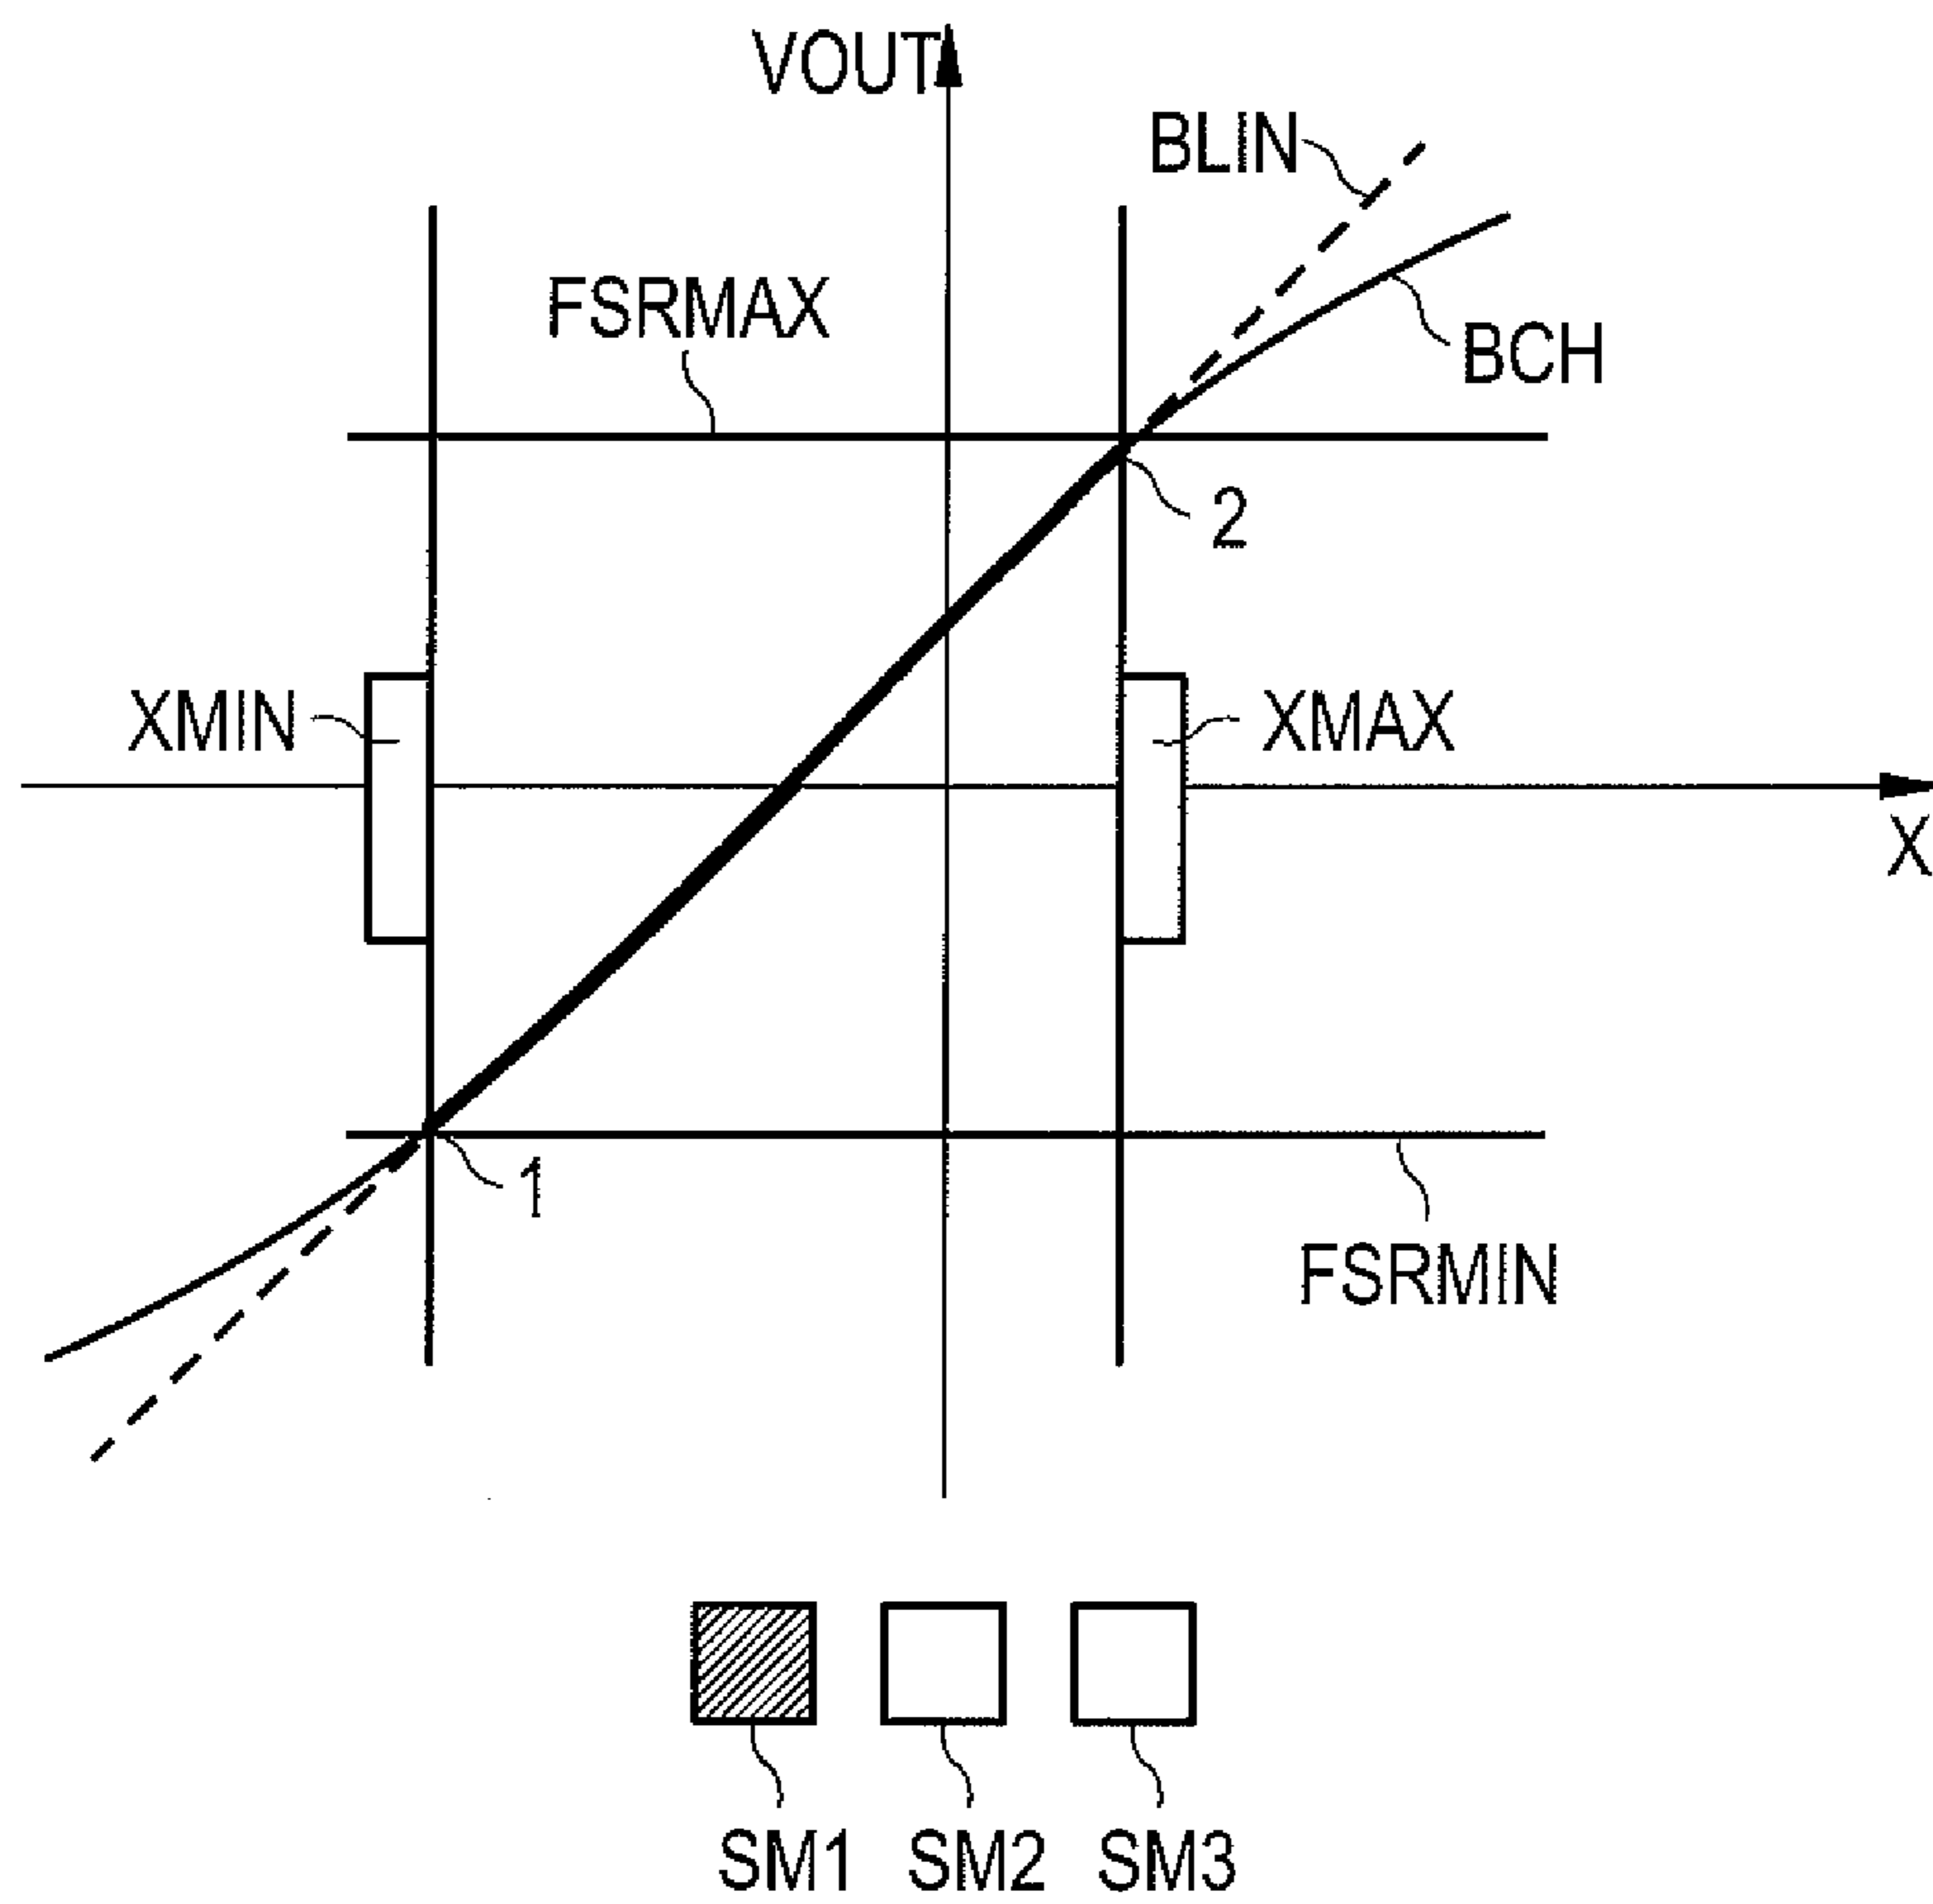 VOUT
BLIN
FSRMAX
BCH
2
XMIN
XMAX
X
1
FSRMIN
SM1
SM2
SM3